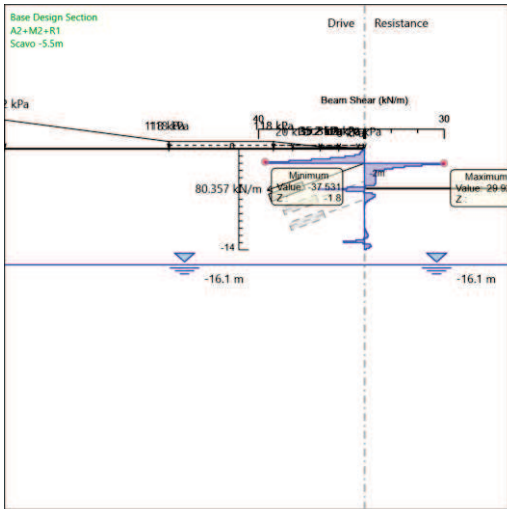 Base Design Section
A2+M2+R1
Scavo -5.5m
Drive
Resistance
Beam Shear (kN/m)
2 kPa
118 kPa
40
30
0
-2m
Minimum
Value: -37.531
Z : -1.8
Maximum
Value: 29.9
Z :
80.357 kN/m
-14
-16.1 m
-16.1 m